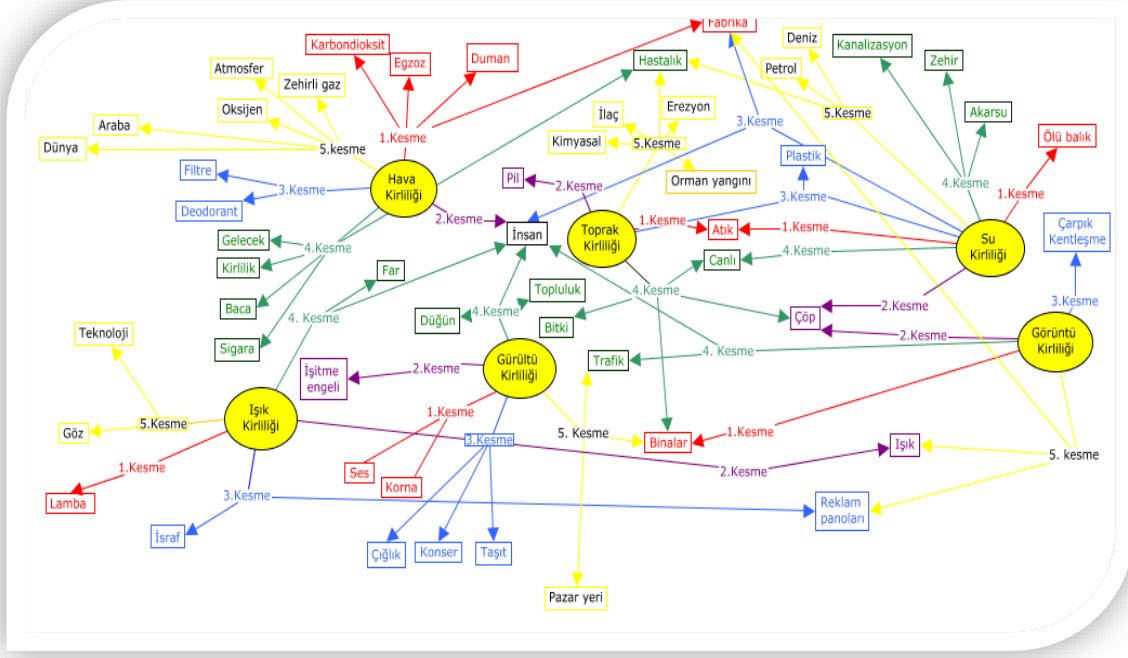 Fabrika
Deniz
Karbondioksit
Egzoz
Duman
Kanalizasyon
Zehir
Hastalık
Atmosfer
Zehirli gaz
Petrol
Oksijen
İlaç
Erezyon
5.Kesme
Akarsu
Araba
3.Kesme
1.Kesme
Kimyasal
5.Kesme
Ölü balık
Dünya
5.kesme
Plastik
Filtre
3.Kesme
Hava
Kirliliği
Pil
2.Kesme
Orman yangını
4.Kesme
1.Kesme
3.Kesme
Deodorant
2.Kesme
İnsan
Toprak
Kirliliği
1.Kesme
Atık
1.Kesme
Su
Kirliliği
Çarpık
Kentleşme
Gelecek
4.Kesme
Kirlilik
Far
Canlı
4.Kesme
Baca
4. Kesme
Topluluk
4.Kesme
Düğün
4.Kesme
Bitki
Çöp
2.Kesme
3.Kesme
2.Kesme
Görüntü
Kirliliği
Teknoloji
Sigara
Trafik
4. Kesme
İşitme
engeli
2.Kesme
Gürültü
Kirliliği
Işık
Kirliliği
5.Kesme
Göz
1.Kesme
3.Kesme
5. Kesme
Binalar
1.Kesme
Işık
5. kesme
1.Kesme
Ses
Korna
2.Kesme
Lamba
3.Kesme
Reklam
panoları
İsraf
Çığlık
Konser
Taşıt
Pazar yeri